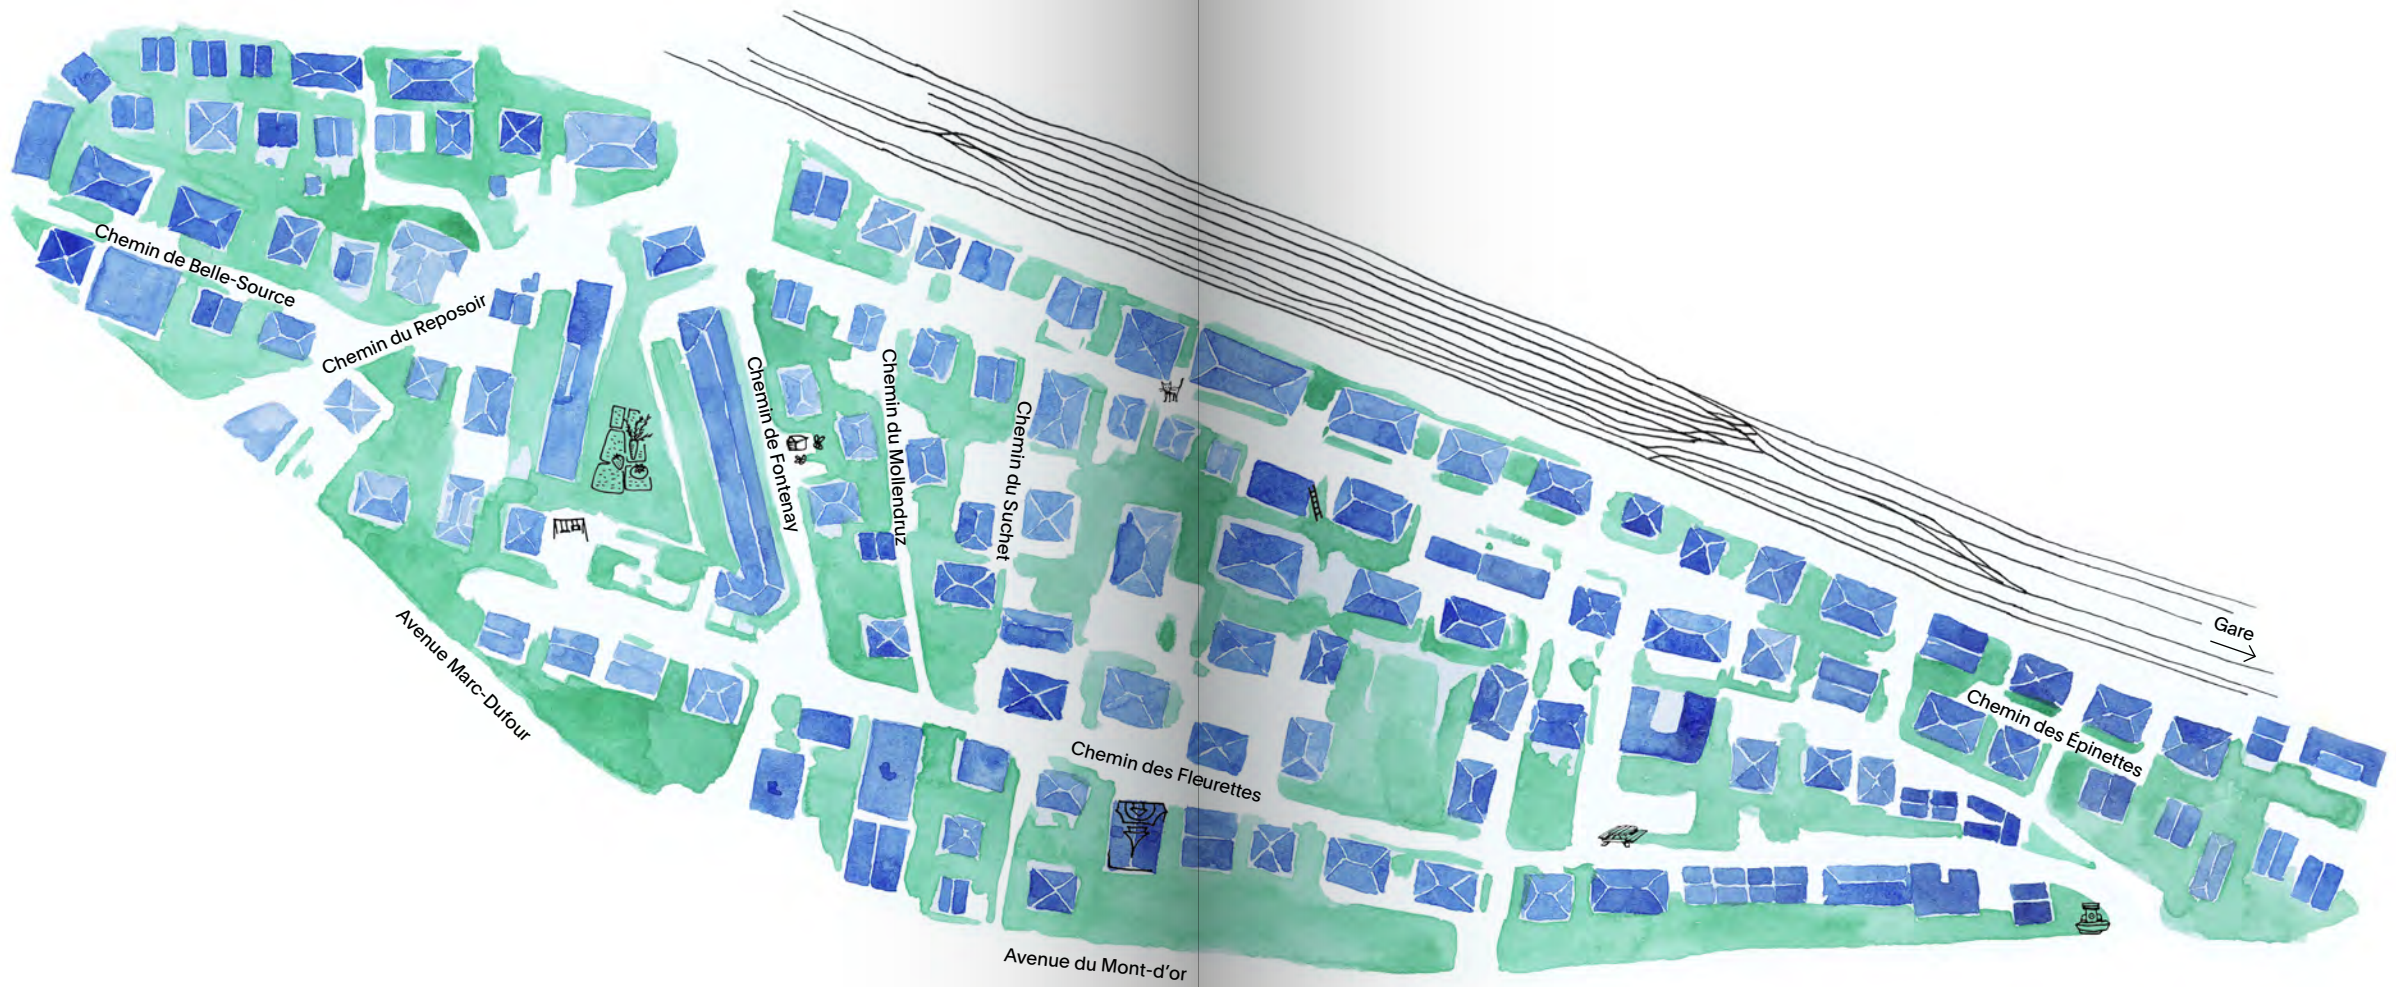 Chemin de Belle-Source
Chemin du Reposoir
Chemin de Fontenay
Chemin du Mollendruz
Chemin du Suchet
Avenue Marc-Dufour
Chemin des Fleurettes
Avenue du Mont-d’or
Gare
Chemin des Épinettes